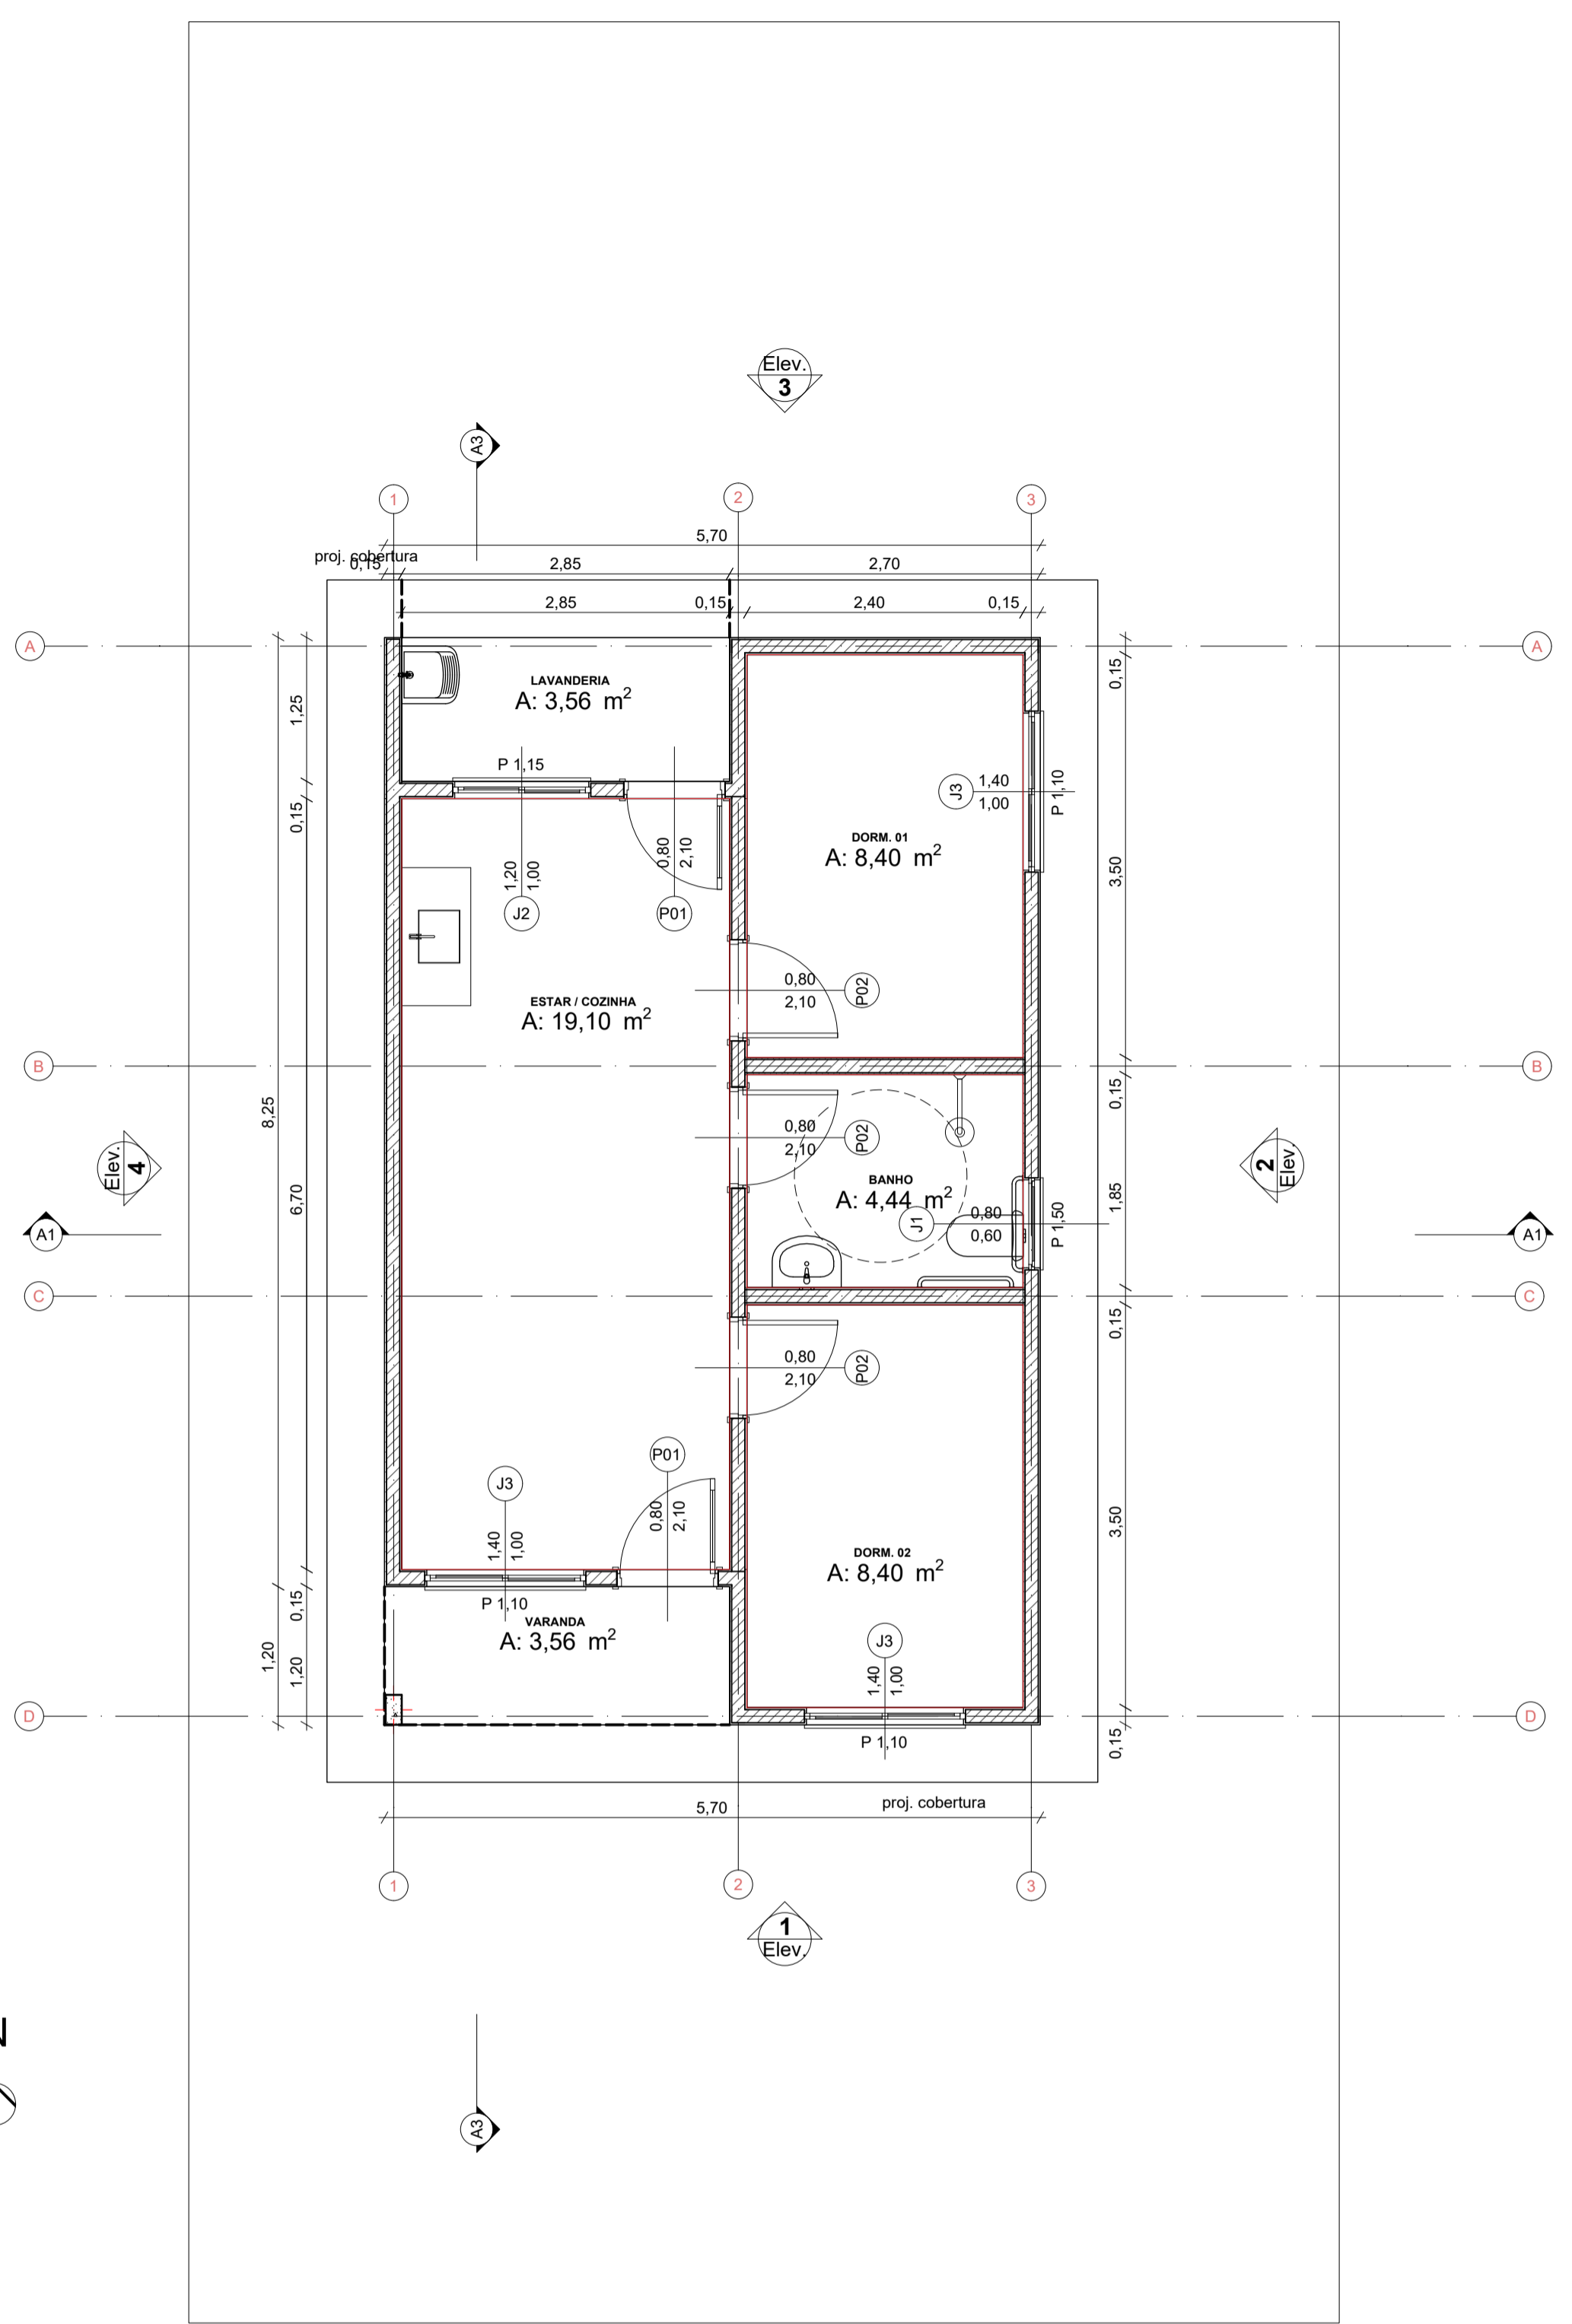 Elev.
3
A3
1
2
3
5,70
proj. cobertura
0,15
2,85
2,70
2,85
0,15
2,40
0,15
A
A
LAVANDERIA
A: 3,56 m²
0,15
1,25
P 1,15
J3
1,40
1,00
P 1,10
0,15
DORM. 01
A: 8,40 m²
0,80
2,10
1,20
1,00
3,50
J2
P01
0,80
2,10
P02
ESTAR / COZINHA
A: 19,10 m²
B
B
0,15
8,25
0,80
2,10
P02
Elev.
4
2
Elev.
BANHO
A: 4,44 m²
6,70
1,85
J1
0,80
0,60
P 1,50
A1
A1
C
C
0,15
0,80
2,10
P02
P01
J3
0,80
2,10
1,40
1,00
3,50
DORM. 02
A: 8,40 m²
P 1,10
0,15
VARANDA
A: 3,56 m²
J3
1,20
1,20
1,40
1,00
D
D
P 1,10
0,15
5,70
proj. cobertura
1
2
3
1
Elev.
N
A3